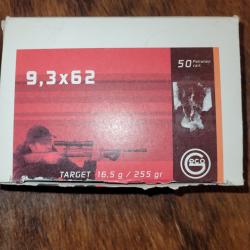 50 Patronen
9,3x62
GECO
TARGET 16,5 g / 255 gr